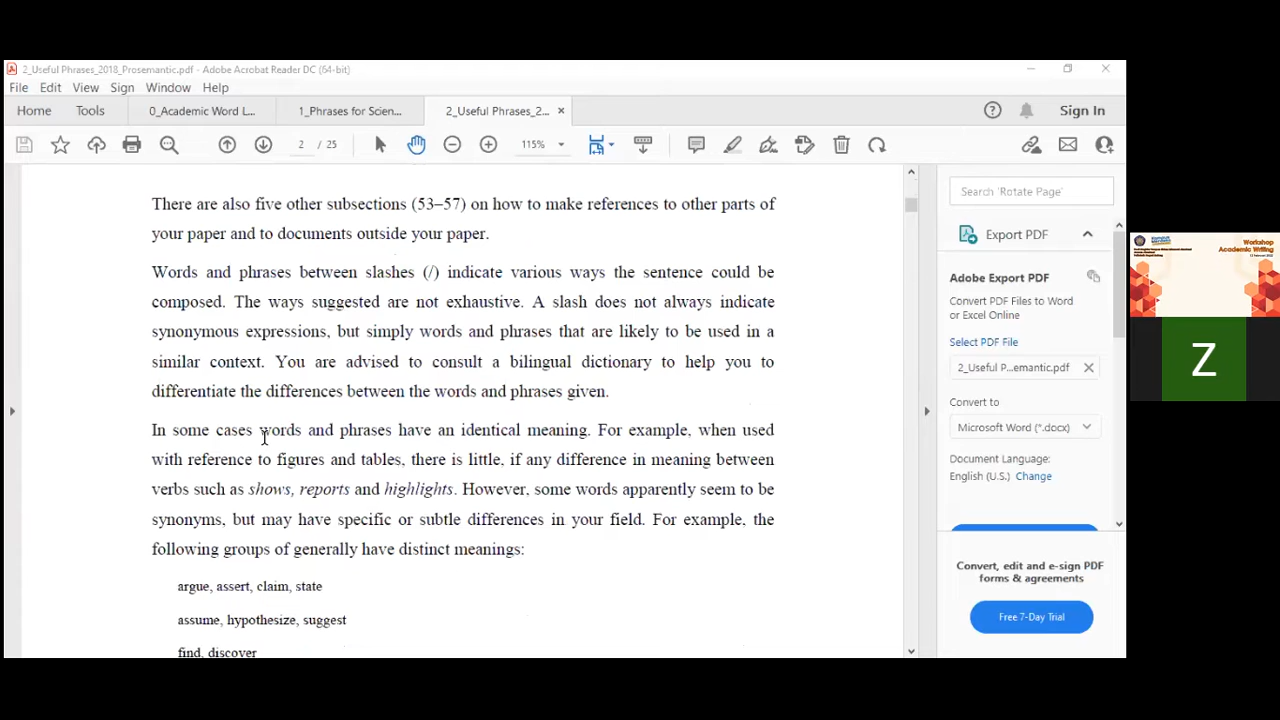 2_Useful Phrases_2018_Prosemantic.pdf - Adobe Acrobat Reader DC (64-bit)
File Edit View Sign Window Help
Home Tools 0_Academic Word L... 1_Phrases for Scien... 2_Useful Phrases_2... × Sign In
2 / 25 115%
There are also five other subsections (53–57) on how to make references to other parts of
your paper and to documents outside your paper.
Words and phrases between slashes (/) indicate various ways the sentence could be
composed. The ways suggested are not exhaustive. A slash does not always indicate
synonymous expressions, but simply words and phrases that are likely to be used in a
similar context. You are advised to consult a bilingual dictionary to help you to
differentiate the differences between the words and phrases given.
In some cases words and phrases have an identical meaning. For example, when used
with reference to figures and tables, there is little, if any difference in meaning between
verbs such as shows, reports and highlights. However, some words apparently seem to be
synonyms, but may have specific or subtle differences in your field. For example, the
following groups of generally have distinct meanings:
argue, assert, claim, state
assume, hypothesize, suggest
find, discover
Search 'Rotate Page'
Export PDF
Adobe Export PDF
Convert PDF Files to Word
or Excel Online
Select PDF File
2_Useful P...emantic.pdf
Convert to
Microsoft Word (*.docx)
Document Language:
English (U.S.) Change
Convert, edit and e-sign PDF
forms & agreements
Free 7-Day Trial
Workshop
Academic Writing
Z